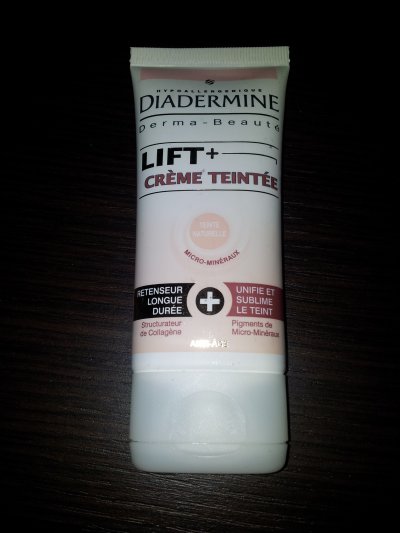 HYPOALLERGENIQUE
DIADERMINE
Derma-Beauté
LIFT+
CRÈME TEINTÉE
TEINTE
NATURELLE
MICRO-MINÉRAUX
RETENSEUR
LONGUE
DURÉE
+
UNIFIE ET
SUBLIME
LE TEINT
Structurateur
de Collagène
Pigments de
Micro-Minéraux